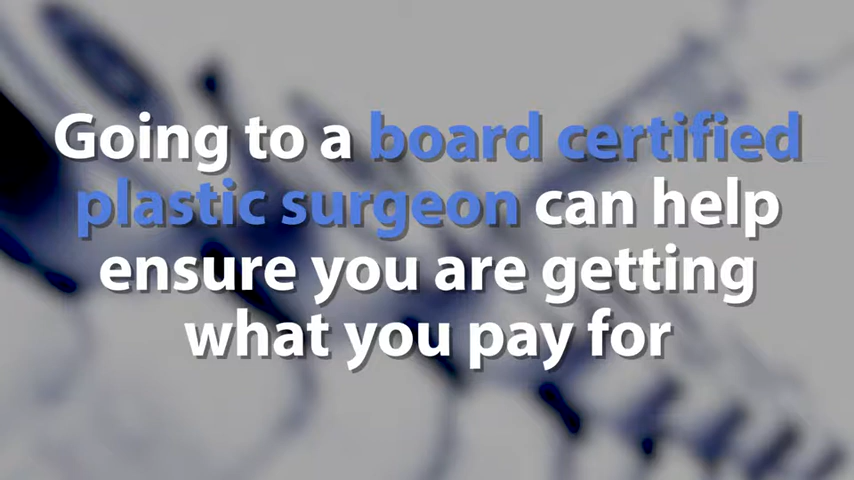 Going to a board certified
plastic surgeon can help
ensure you are getting
what you pay for